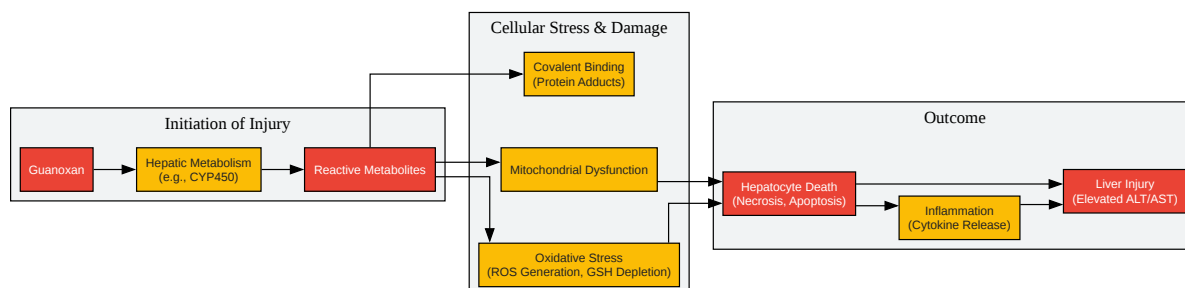 Initiation of Injury
Guanoxan
Hepatic Metabolism
(e.g., CYP450)
Reactive Metabolites
Cellular Stress & Damage
Covalent Binding
(Protein Adducts)
Mitochondrial Dysfunction
Oxidative Stress
(ROS Generation, GSH Depletion)
Outcome
Hepatocyte Death
(Necrosis, Apoptosis)
Inflammation
(Cytokine Release)
Liver Injury
(Elevated ALT/AST)